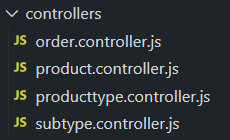 controllers
JS order.controller.js
JS product.controller.js
JS producttype.controller.js
JS subtype.controller.js